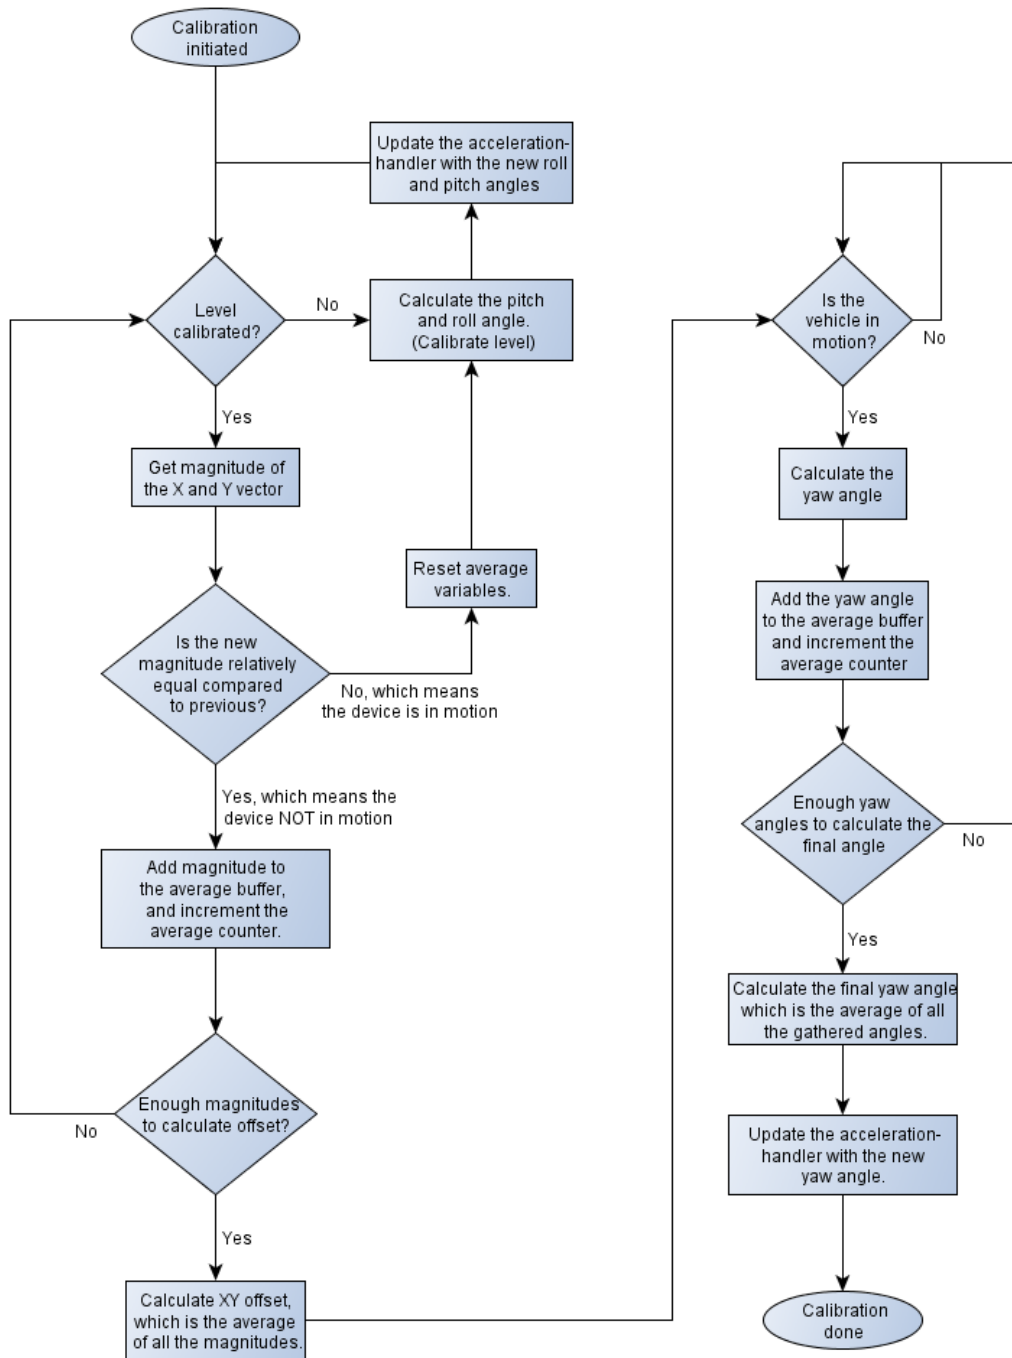 Calibration
initiated
Update the acceleration-
handler with the new roll
and pitch angles
Level
calibrated?
No
Calculate the pitch
and roll angle.
(Calibrate level)
Yes
Get magnitude of
the X and Y vector
Reset average
variables.
Is the new
magnitude relatively
equal compared
to previous?
No, which means
the device is in motion
Yes, which means the
device NOT in motion
Add magnitude to
the average buffer,
and increment the
average counter.
Enough magnitudes
to calculate offset?
No
Yes
Calculate XY offset,
which is the average
of all the magnitudes.
Is the
vehicle in
motion?
No
Yes
Calculate the
yaw angle
Add the yaw angle
to the average buffer
and increment the
average counter
Enough yaw
angles to calculate the
final angle
No
Yes
Calculate the final yaw angle
which is the average of all
the gathered angles.
Update the acceleration-
handler with the new
yaw angle.
Calibration
done